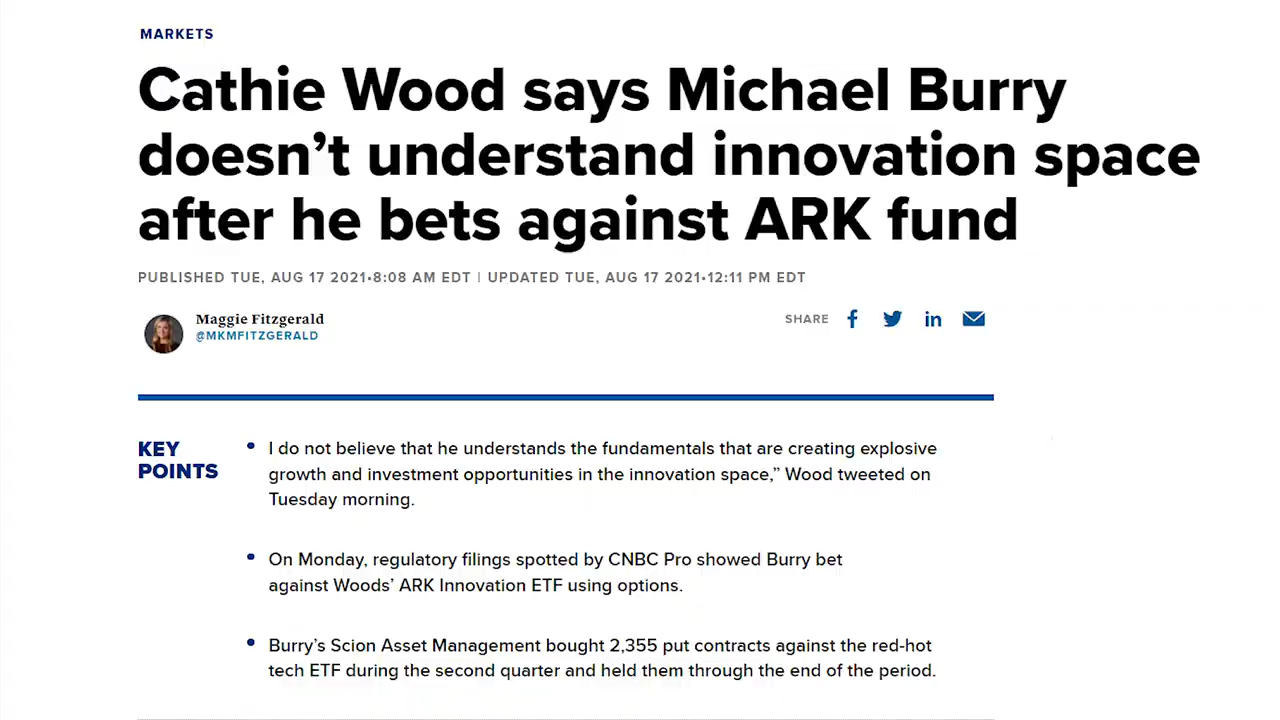 MARKETS
Cathie Wood says Michael Burry
doesn’t understand innovation space
after he bets against ARK fund
PUBLISHED TUE, AUG 17 2021•8:08 AM EDT | UPDATED TUE, AUG 17 2021•12:11 PM EDT
Maggie Fitzgerald
@MKMFITZGERALD
SHARE
KEY
POINTS
• I do not believe that he understands the fundamentals that are creating explosive
growth and investment opportunities in the innovation space,” Wood tweeted on
Tuesday morning.
• On Monday, regulatory filings spotted by CNBC Pro showed Burry bet
against Woods’ ARK Innovation ETF using options.
• Burry’s Scion Asset Management bought 2,355 put contracts against the red-hot
tech ETF during the second quarter and held them through the end of the period.